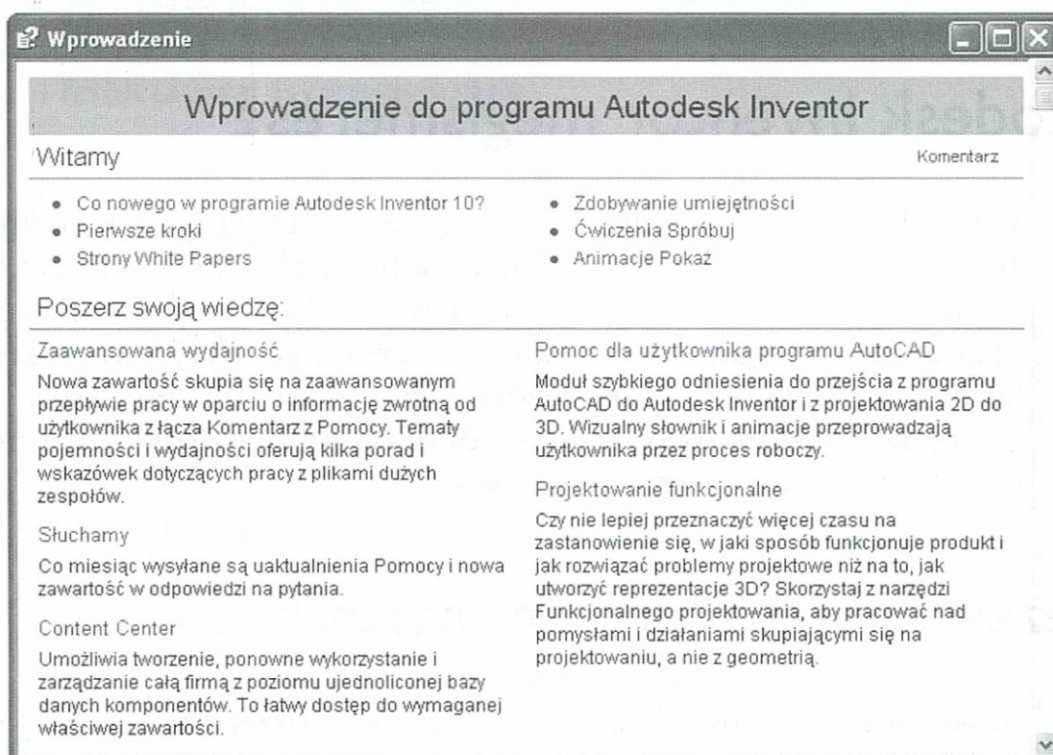 Wprowadzenie
Wprowadzenie do programu Autodesk Inventor
Witamy
Komentarz
• Co nowego w programie Autodesk Inventor 10?
• Pierwsze kroki
• Strony White Papers
• Zdobywanie umiejętności
• Ćwiczenia Spróbuj
• Animacje Pokaż
Poszerz swoją wiedzę:
Zaawansowana wydajność
Nowa zawartość skupia się na zaawansowanym
przepływie pracy w oparciu o informację zwrotną od
użytkownika z łącza Komentarz z Pomocy. Tematy
pojemności i wydajności oferują kilka porad i
wskazówek dotyczących pracy z plikami dużych
zespołów.
Słuchamy
Co miesiąc wysyłane są uaktualnienia Pomocy i nowa
zawartość w odpowiedzi na pytania.
Content Center
Umożliwia tworzenie, ponowne wykorzystanie i
zarządzanie całą firmą z poziomu ujednoliconej bazy
danych komponentów. To łatwy dostęp do wymaganej
właściwej zawartości.
Pomoc dla użytkownika programu AutoCAD
Moduł szybkiego odniesienia do przejścia z programu
AutoCAD do Autodesk Inventor i z projektowania 2D do
3D. Wizualny słownik i animacje przeprowadzają
użytkownika przez proces roboczy.
Projektowanie funkcjonalne
Czy nie lepiej przeznaczyć więcej czasu na
zastanowienie się, w jaki sposób funkcjonuje produkt i
jak rozwiązać problemy projektowe niż na to, jak
utworzyć reprezentacje 3D? Skorzystaj z narzędzi
Funkcjonalnego projektowania, aby pracować nad
pomysłami i działaniami skupiającymi się na
projektowaniu, a nie z geometrią.